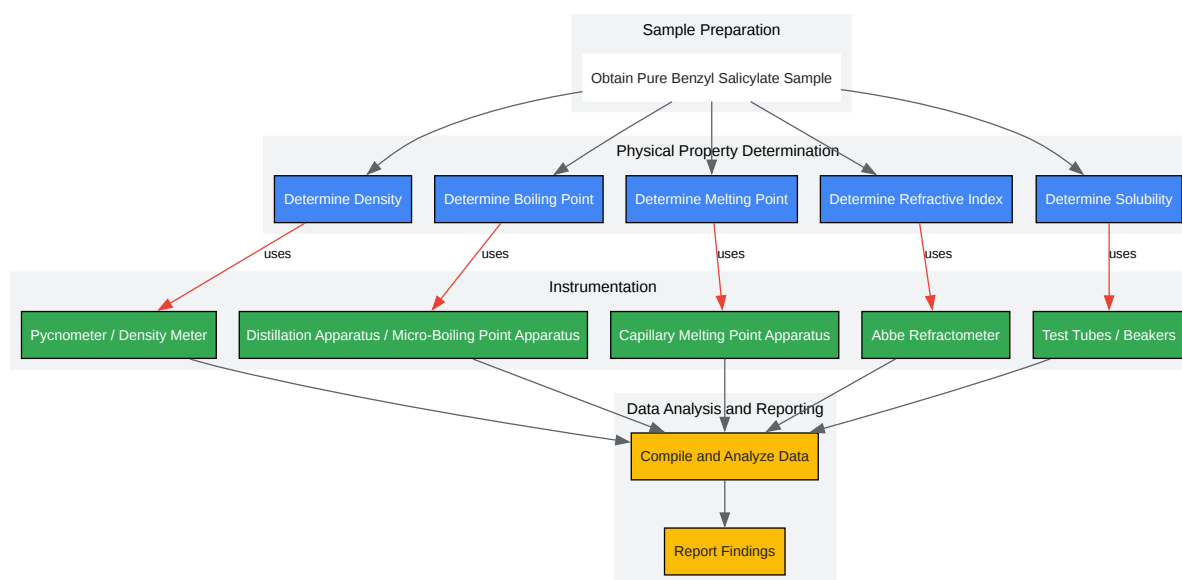 Sample Preparation
Obtain Pure Benzyl Salicylate Sample
Physical Property Determination
Determine Density
Determine Boiling Point
Determine Melting Point
Determine Refractive Index
Determine Solubility
uses
uses
uses
uses
uses
Instrumentation
Pycnometer / Density Meter
Distillation Apparatus / Micro-Boiling Point Apparatus
Capillary Melting Point Apparatus
Abbe Refractometer
Test Tubes / Beakers
Data Analysis and Reporting
Compile and Analyze Data
Report Findings